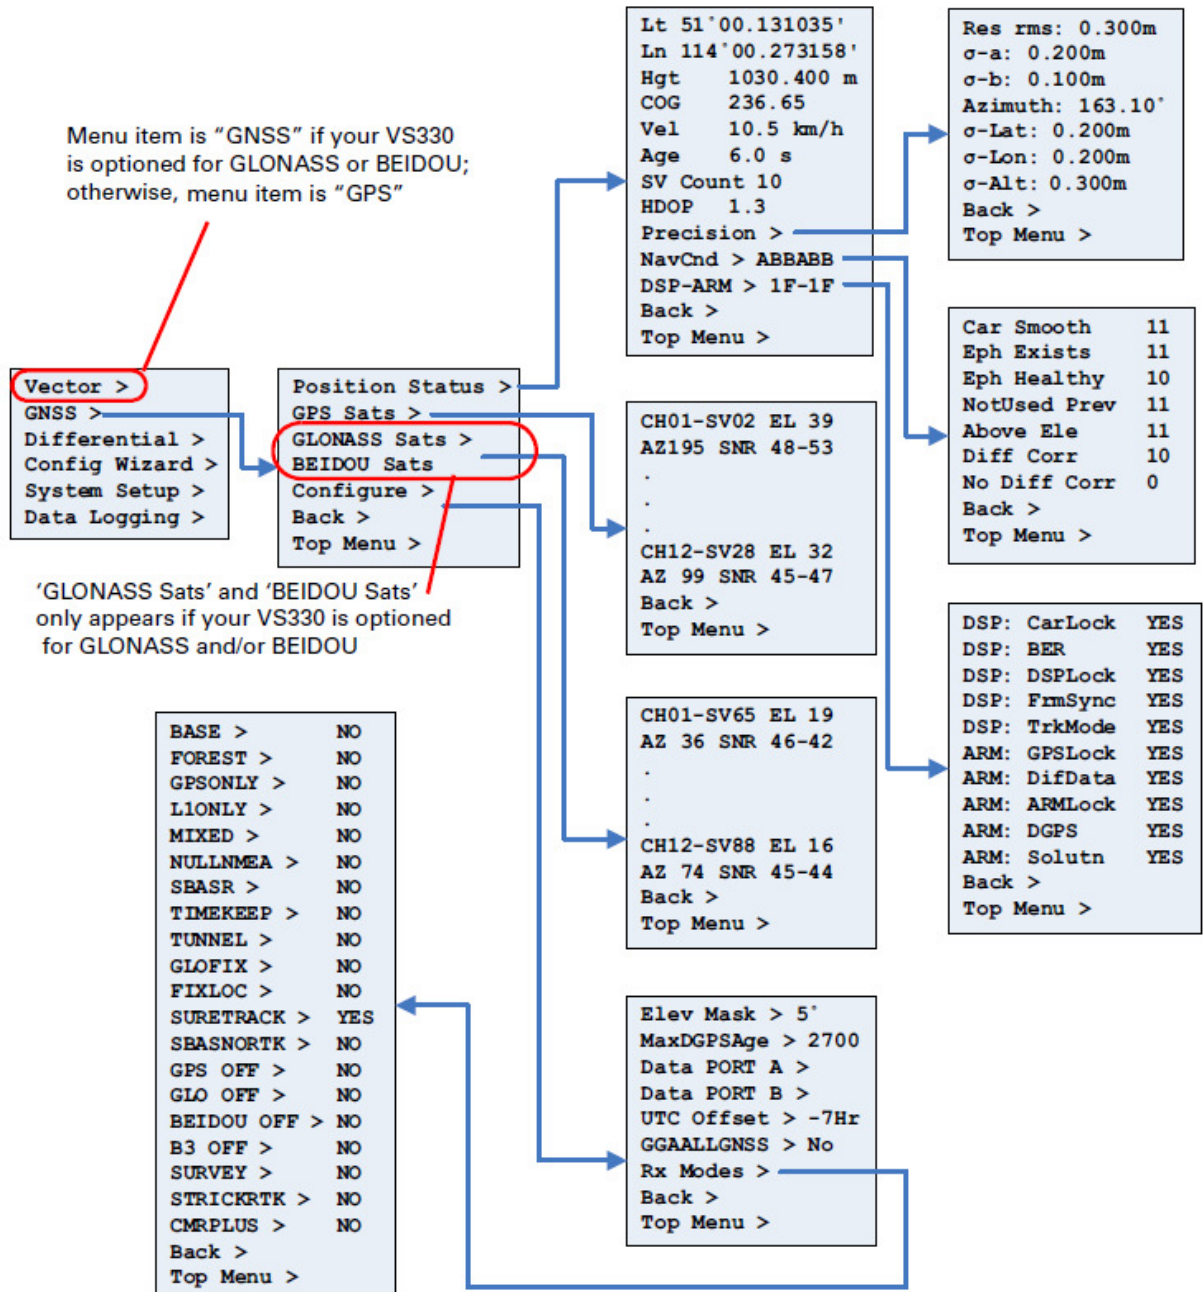 Menu item is “GNSS” if your VS330
is optioned for GLONASS or BEIDOU;
otherwise, menu item is “GPS”
Vector >
GNSS >
Differential >
Config Wizard >
System Setup >
Data Logging >
Position Status >
GPS Sats >
GLONASS Sats >
BEIDOU Sats
Configure >
Back >
Top Menu >
‘GLONASS Sats’ and ‘BEIDOU Sats’
only appears if your VS330 is optioned
for GLONASS and/or BEIDOU
Lt 51°00.131035'
Ln 114°00.273158'
Hgt 1030.400 m
COG 236.65
Vel 10.5 km/h
Age 6.0 s
SV Count 10
HDOP 1.3
Precision >
NavCnd > ABBABB
DSP-ARM > 1F-1F
Back >
Top Menu >
Res rms: 0.300m
σ-a: 0.200m
σ-b: 0.100m
Azimuth: 163.10°
σ-Lat: 0.200m
σ-Lon: 0.200m
σ-Alt: 0.300m
Back >
Top Menu >
Car Smooth 11
Eph Exists 11
Eph Healthy 10
NotUsed Prev 11
Above Ele 11
Diff Corr 10
No Diff Corr 0
Back >
Top Menu >
DSP: CarLock YES
DSP: BER YES
DSP: DSPLock YES
DSP: FrmSync YES
DSP: TrkMode YES
ARM: GPSLock YES
ARM: DifData YES
ARM: ARMLock YES
ARM: DGPS YES
ARM: Solutn YES
Back >
Top Menu >
CH01-SV02 EL 39
AZ195 SNR 48-53
.
.
.
CH12-SV28 EL 32
AZ 99 SNR 45-47
Back >
Top Menu >
CH01-SV65 EL 19
AZ 36 SNR 46-42
.
.
.
CH12-SV88 EL 16
AZ 74 SNR 45-44
Back >
Top Menu >
Elev Mask > 5°
MaxDGPSAge > 2700
Data PORT A >
Data PORT B >
UTC Offset > -7Hr
GGAALLGNSS > No
Rx Modes >
Back >
Top Menu >
BASE > NO
FOREST > NO
GPSONLY > NO
L1ONLY > NO
MIXED > NO
NULLNMEA > NO
SBASR > NO
TIMEKEEP > NO
TUNNEL > NO
GLOFIX > NO
FIXLOC > NO
SURETRACK > YES
SBASNORTK > NO
GPS OFF > NO
GLO OFF > NO
BEIDOU OFF > NO
B3 OFF > NO
SURVEY > NO
STRICKRTK > NO
CMRPLUS > NO
Back >
Top Menu >